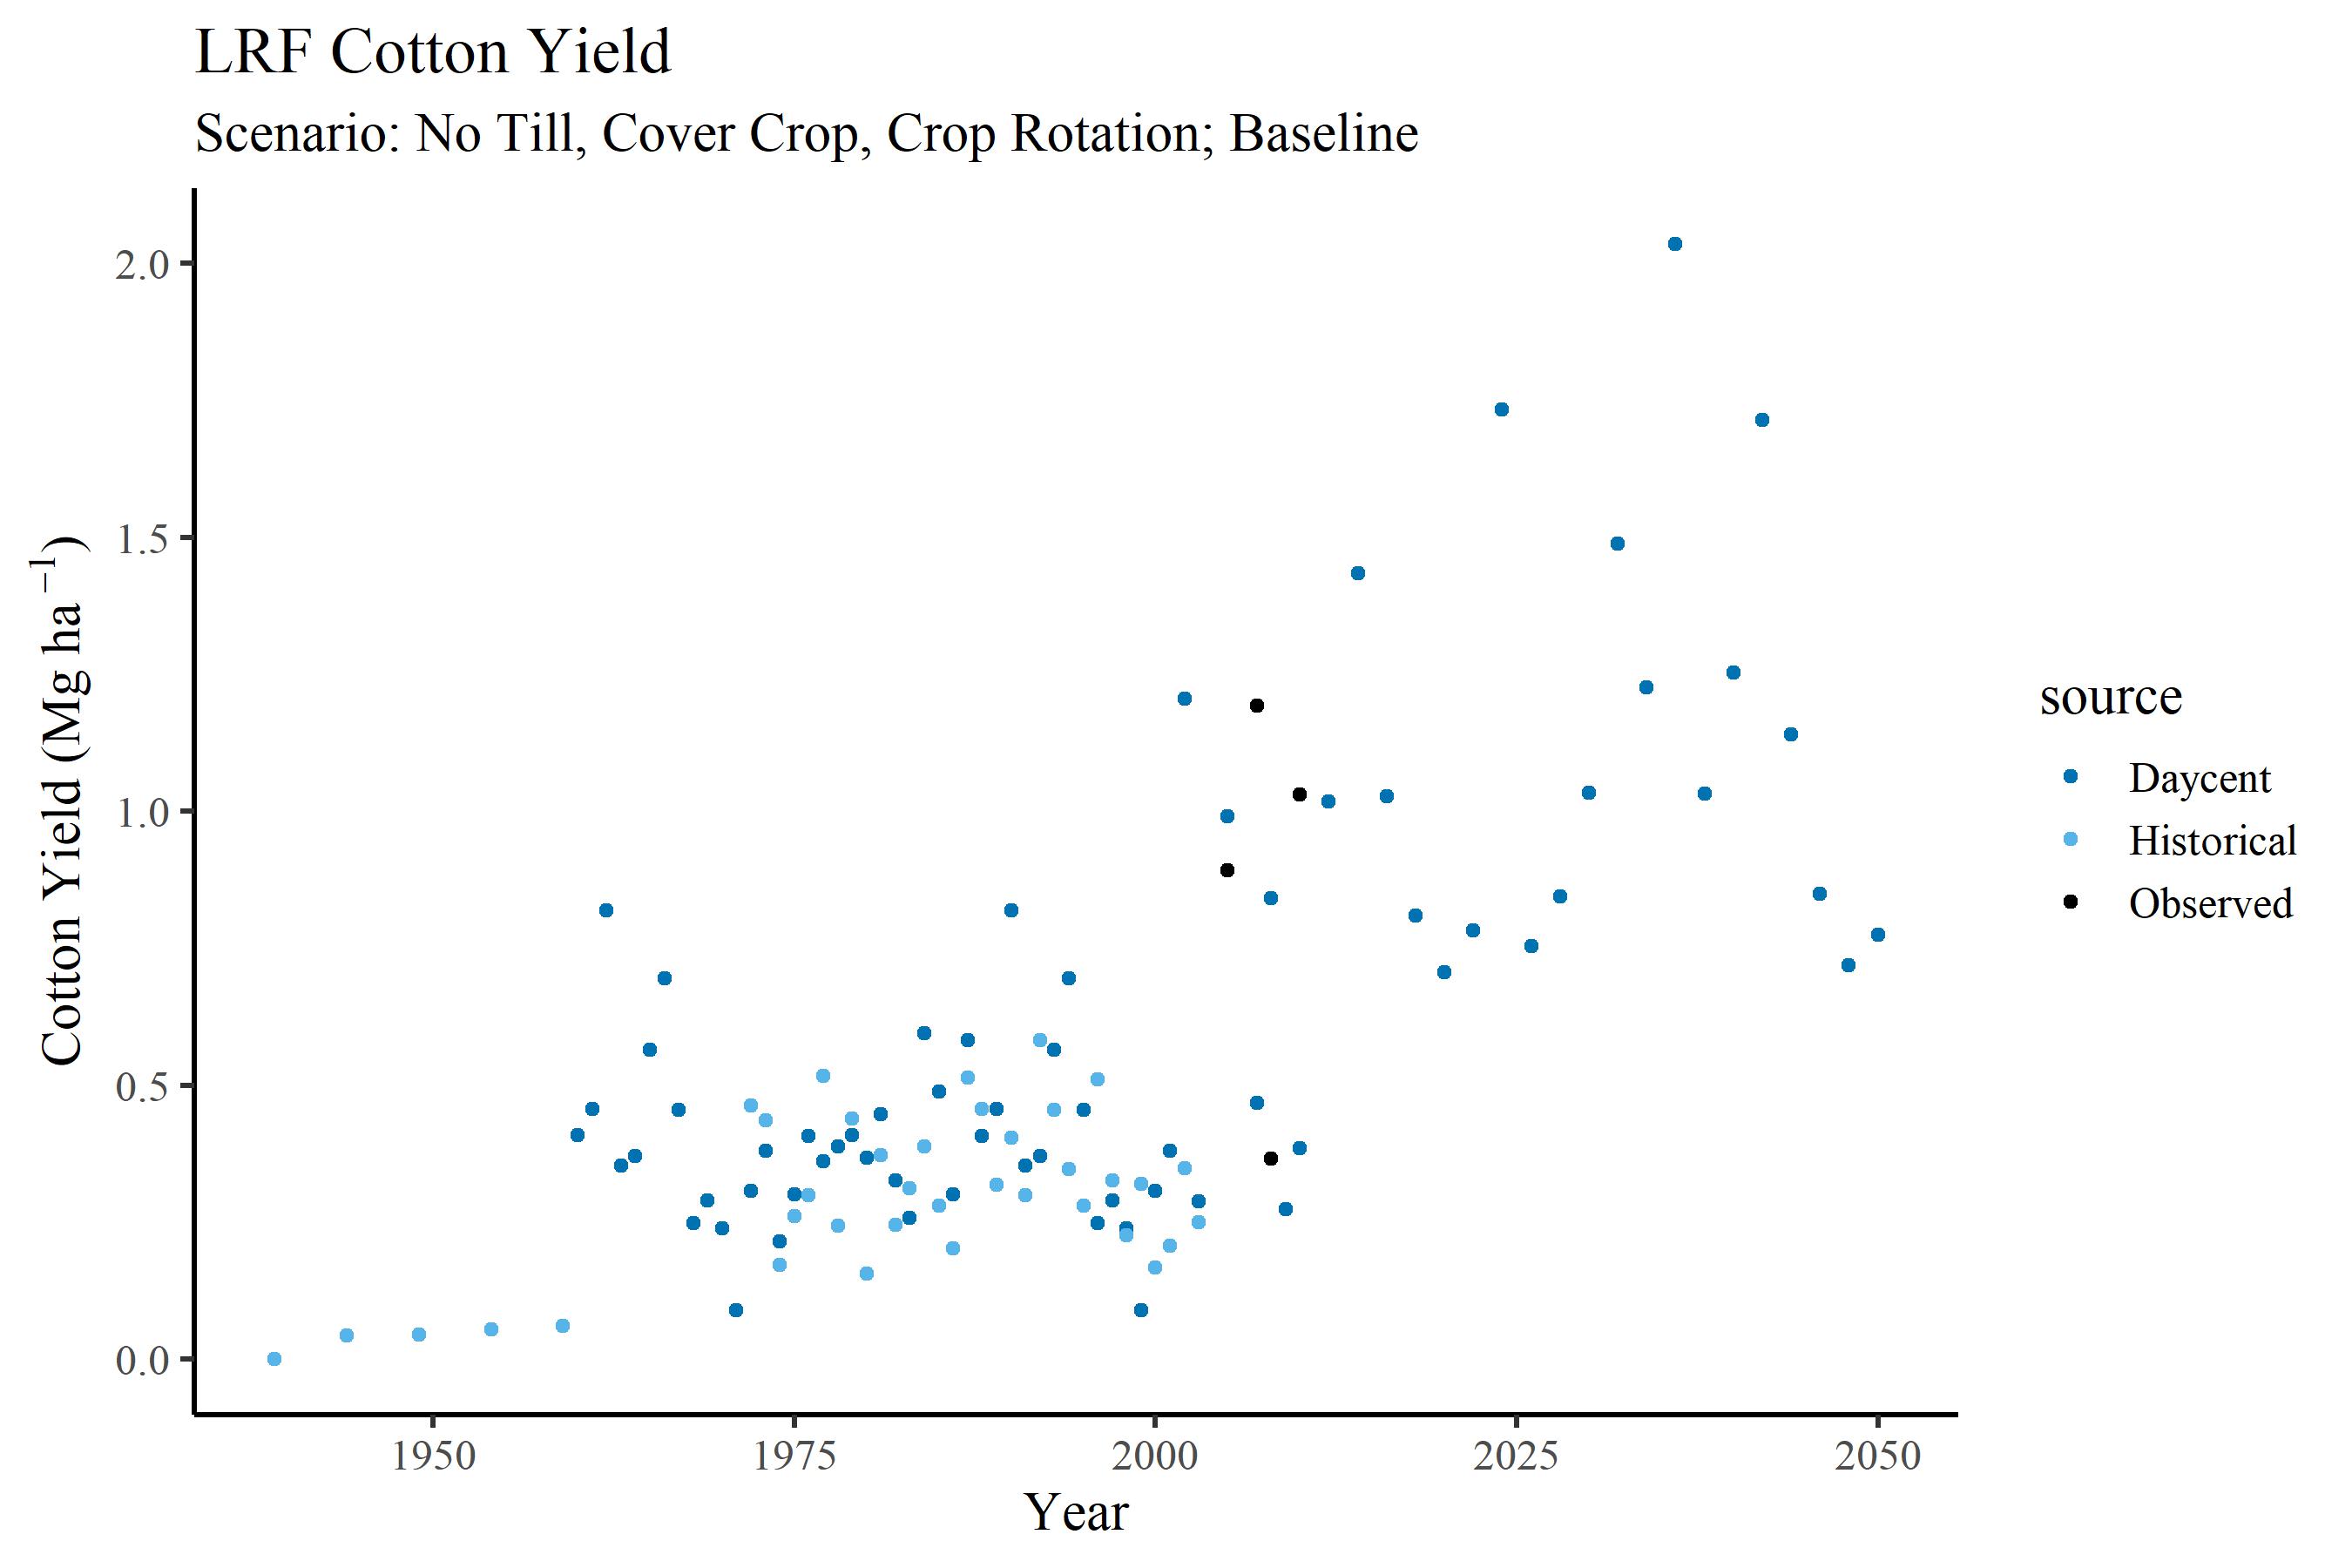 LRF Cotton Yield
Scenario: No Till, Cover Crop, Crop Rotation; Baseline
Cotton Yield (Mg ha ⁻¹)
2.0
1.5
1.0
0.5
0.0
1950 1975 2000 2025 2050
Year
source
Daycent
Historical
Observed